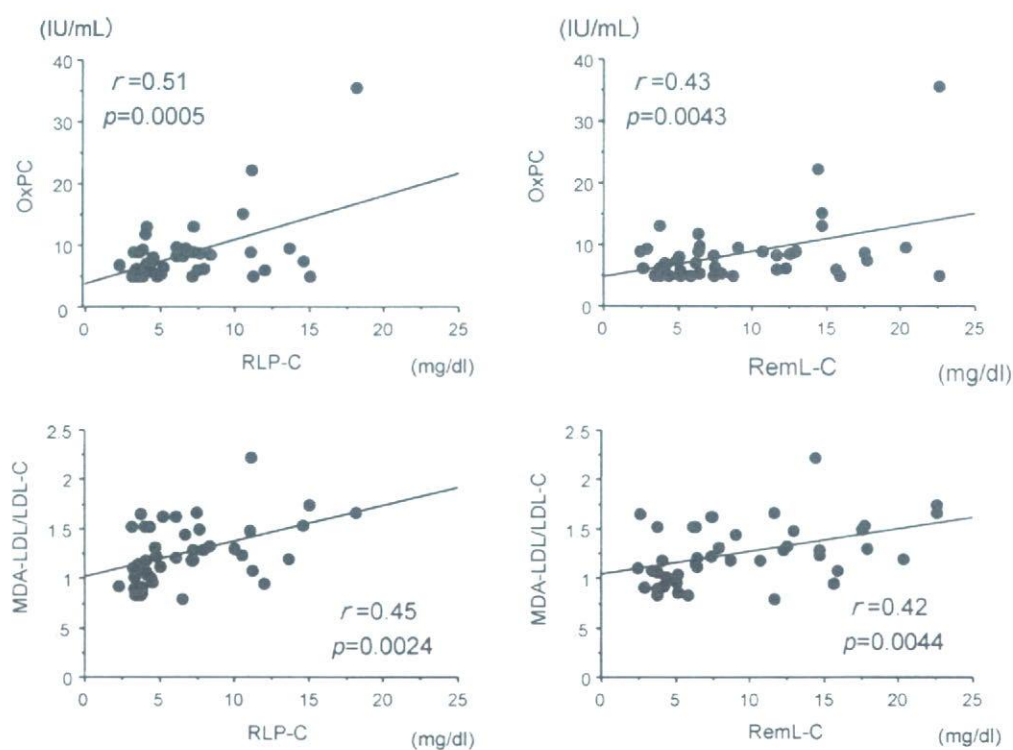 (IU/mL)
r=0.51
p=0.0005
OxPC
40
30
20
10
0
0 5 10 15 20 25
RLP-C
(mg/dl)
(IU/mL)
r=0.43
p=0.0043
OxPC
40
30
20
10
0
0 5 10 15 20 25
RemL-C
(mg/dl)
MDA-LDL/LDL-C
2.5
2
1.5
1
5
0
r=0.45
p=0.0024
0 5 10 15 20 25
RLP-C
(mg/dl)
MDA-LDL/LDL-C
2.5
2
1.5
1
5
0
r=0.42
p=0.0044
0 5 10 15 20 25
RemL-C
(mg/dl)